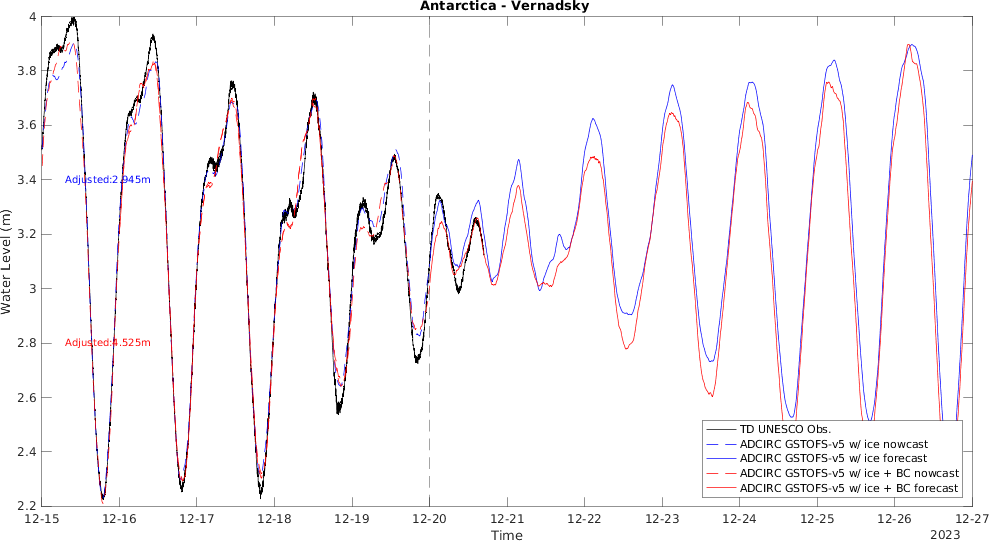 Antarctica - Vernadsky
Water Level (m)
4
3.8
3.6
3.4
3.2
3
2.8
2.6
2.4
2.2
Adjusted:2.945m
Adjusted:4.525m
TD UNESCO Obs.
ADCIRC GSTOFS-v5 w/ ice nowcast
ADCIRC GSTOFS-v5 w/ ice forecast
ADCIRC GSTOFS-v5 w/ ice + BC nowcast
ADCIRC GSTOFS-v5 w/ ice + BC forecast
12-15 12-16 12-17 12-18 12-19 12-20 12-21 12-22 12-23 12-24 12-25 12-26 12-27
Time
2023